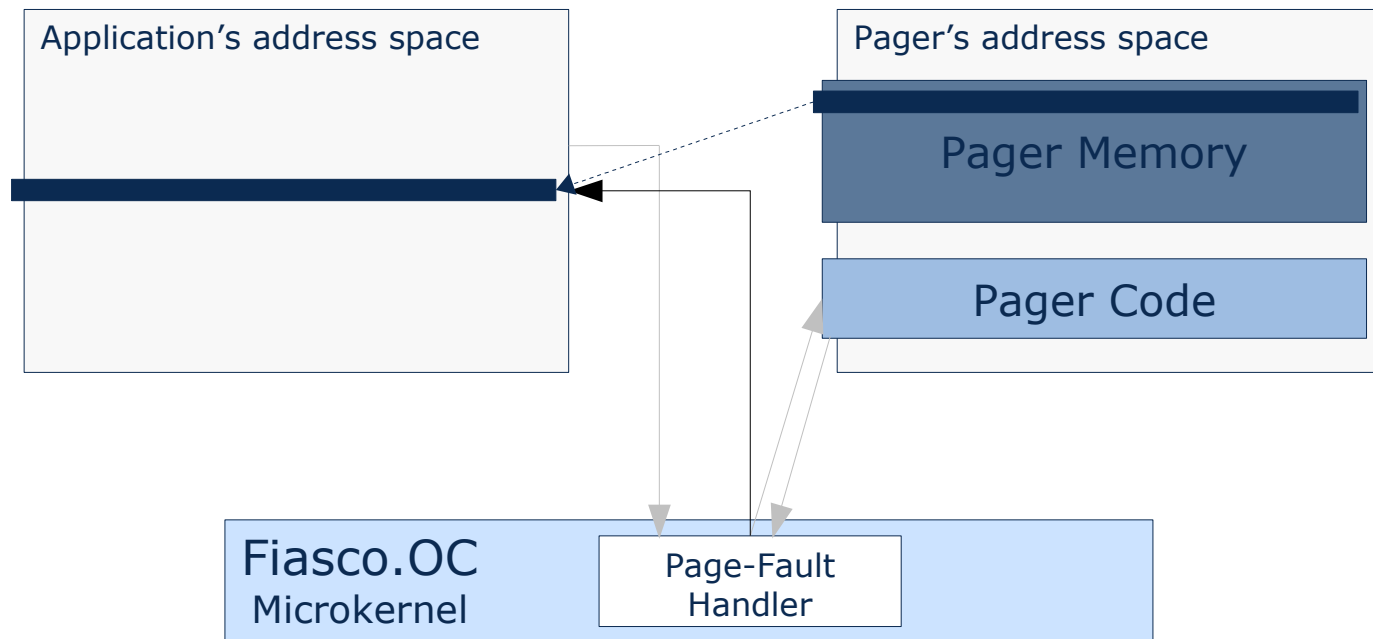 Application’s address space
Pager’s address space
Pager Memory
Pager Code
Fiasco.OC
Microkernel
Page-Fault
Handler